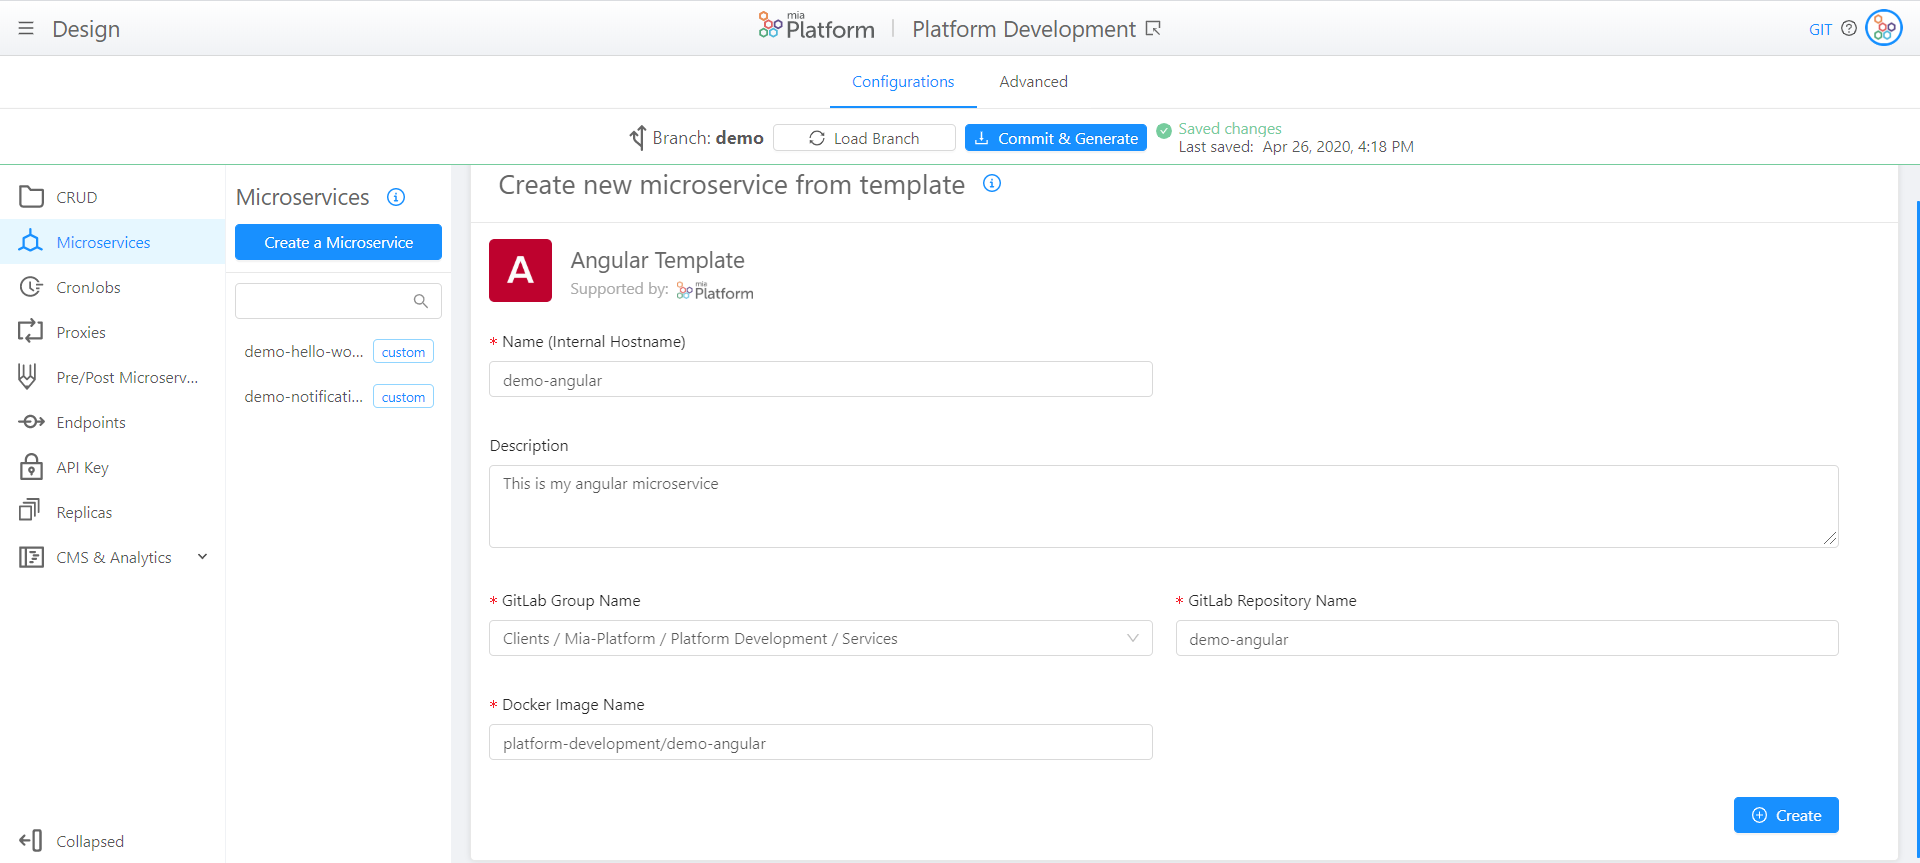 Design
mia
Platform
Platform Development
GIT
Configurations
Advanced
Branch: demo
Load Branch
Commit & Generate
Saved changes
Last saved: Apr 26, 2020, 4:18 PM
CRUD
Microservices
CronJobs
Proxies
Pre/Post Microserv...
Endpoints
API Key
Replicas
CMS & Analytics
Collapsed
Microservices
Create a Microservice
demo-hello-wo...
custom
demo-notificati...
custom
Create new microservice from template
A
Angular Template
Supported by: mia Platform
* Name (Internal Hostname)
demo-angular
Description
This is my angular microservice
* GitLab Group Name
Clients / Mia-Platform / Platform Development / Services
* GitLab Repository Name
demo-angular
* Docker Image Name
platform-development/demo-angular
Create